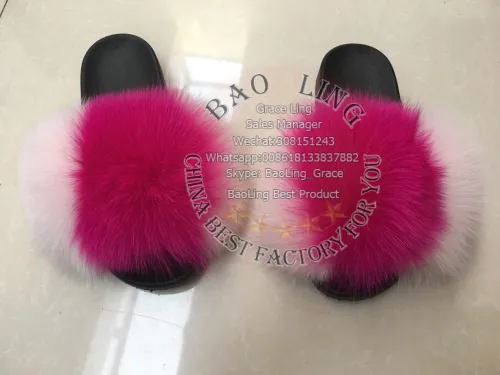 BAO LING
Grace Ling
Sales Manager
Wechat:308151243
Whatsapp:008618133837882
Skype: BaoLing_Grace
BaoLing Best Product
CHINA BEST FACTORY FOR YOU